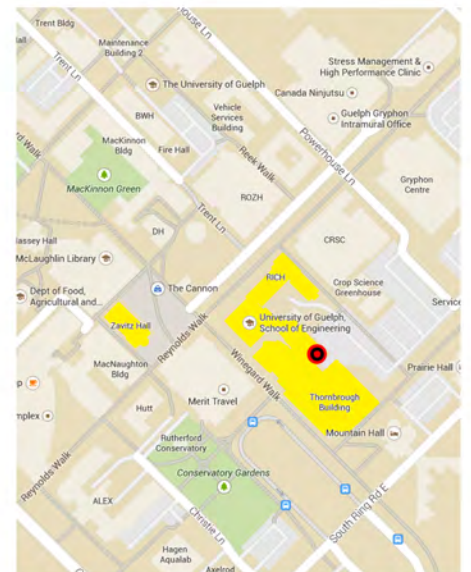 Trent Bldg
Powerhouse Ln
Trent Ln
Maintenance
Building 2
Stress Management &
High Performance Clinic
The University of Guelph
Canada Ninjutsu
BWH
Vehicle
Services
Building
Guelph Gryphon
Intramural Office
MacKinnon
Bldg
Fire Hall
Reek Walk
Powerhouse Ln
MacKinnon Green
ROZH
Gryphon
Centre
Trent Ln
DH
CRSC
Massey Hall
McLaughlin Library
RICH
Crop Science
Greenhouse
Dept of Food,
Agricultural and...
The Cannon
Service
Zavitz Hall
University of Guelph,
School of Engineering
Reynolds Walk
Winegard Walk
MacNaughton
Bldg
Prairie Hall
Merit Travel
Thornbrough
Building
Hutt
Mountain Hall
Rutherford
Conservatory
Reynolds Walk
Conservatory Gardens
ALEX
South Ring Rd E
Christie Ln
Hagen
Aqualab
Axelrod